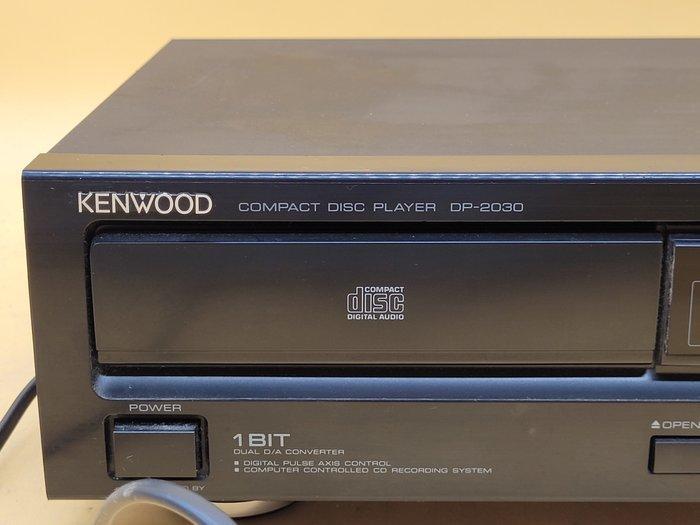 KENWOOD COMPACT DISC PLAYER DP-2030
COMPACT
disc
DIGITAL AUDIO
POWER
1 BIT
DUAL D/A CONVERTER
▲OPEN
■ DIGITAL PULSE AXIS CONTROL
■ COMPUTER CONTROLLED CD RECORDING SYSTEM